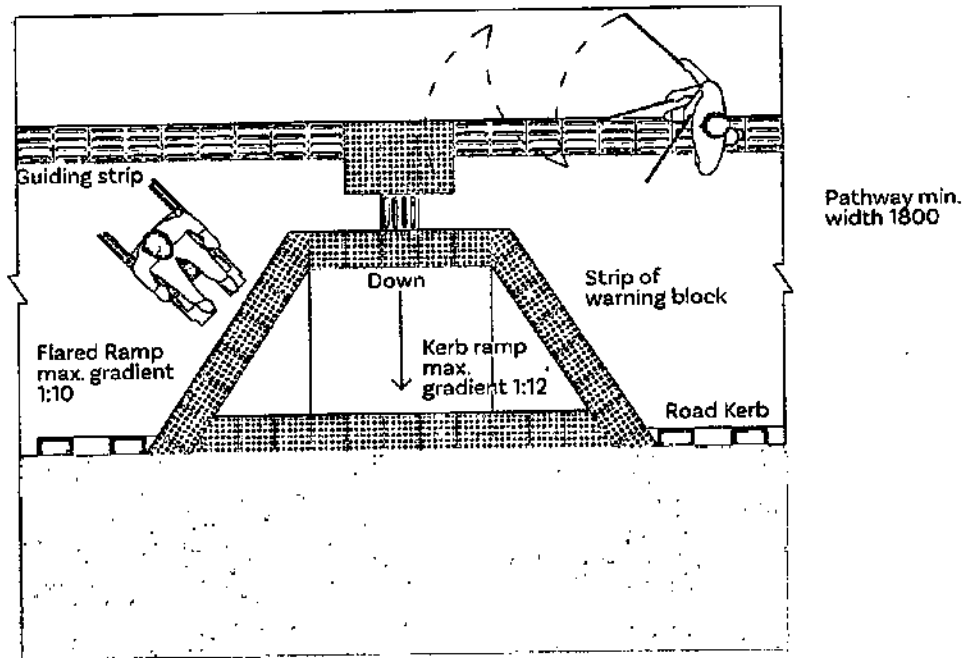 Guiding strip
Pathway min.
width 1800
Down
Strip of
warning block
Flared Ramp
max. gradient
1:10
Kerb ramp
max.
gradient 1:12
Road Kerb